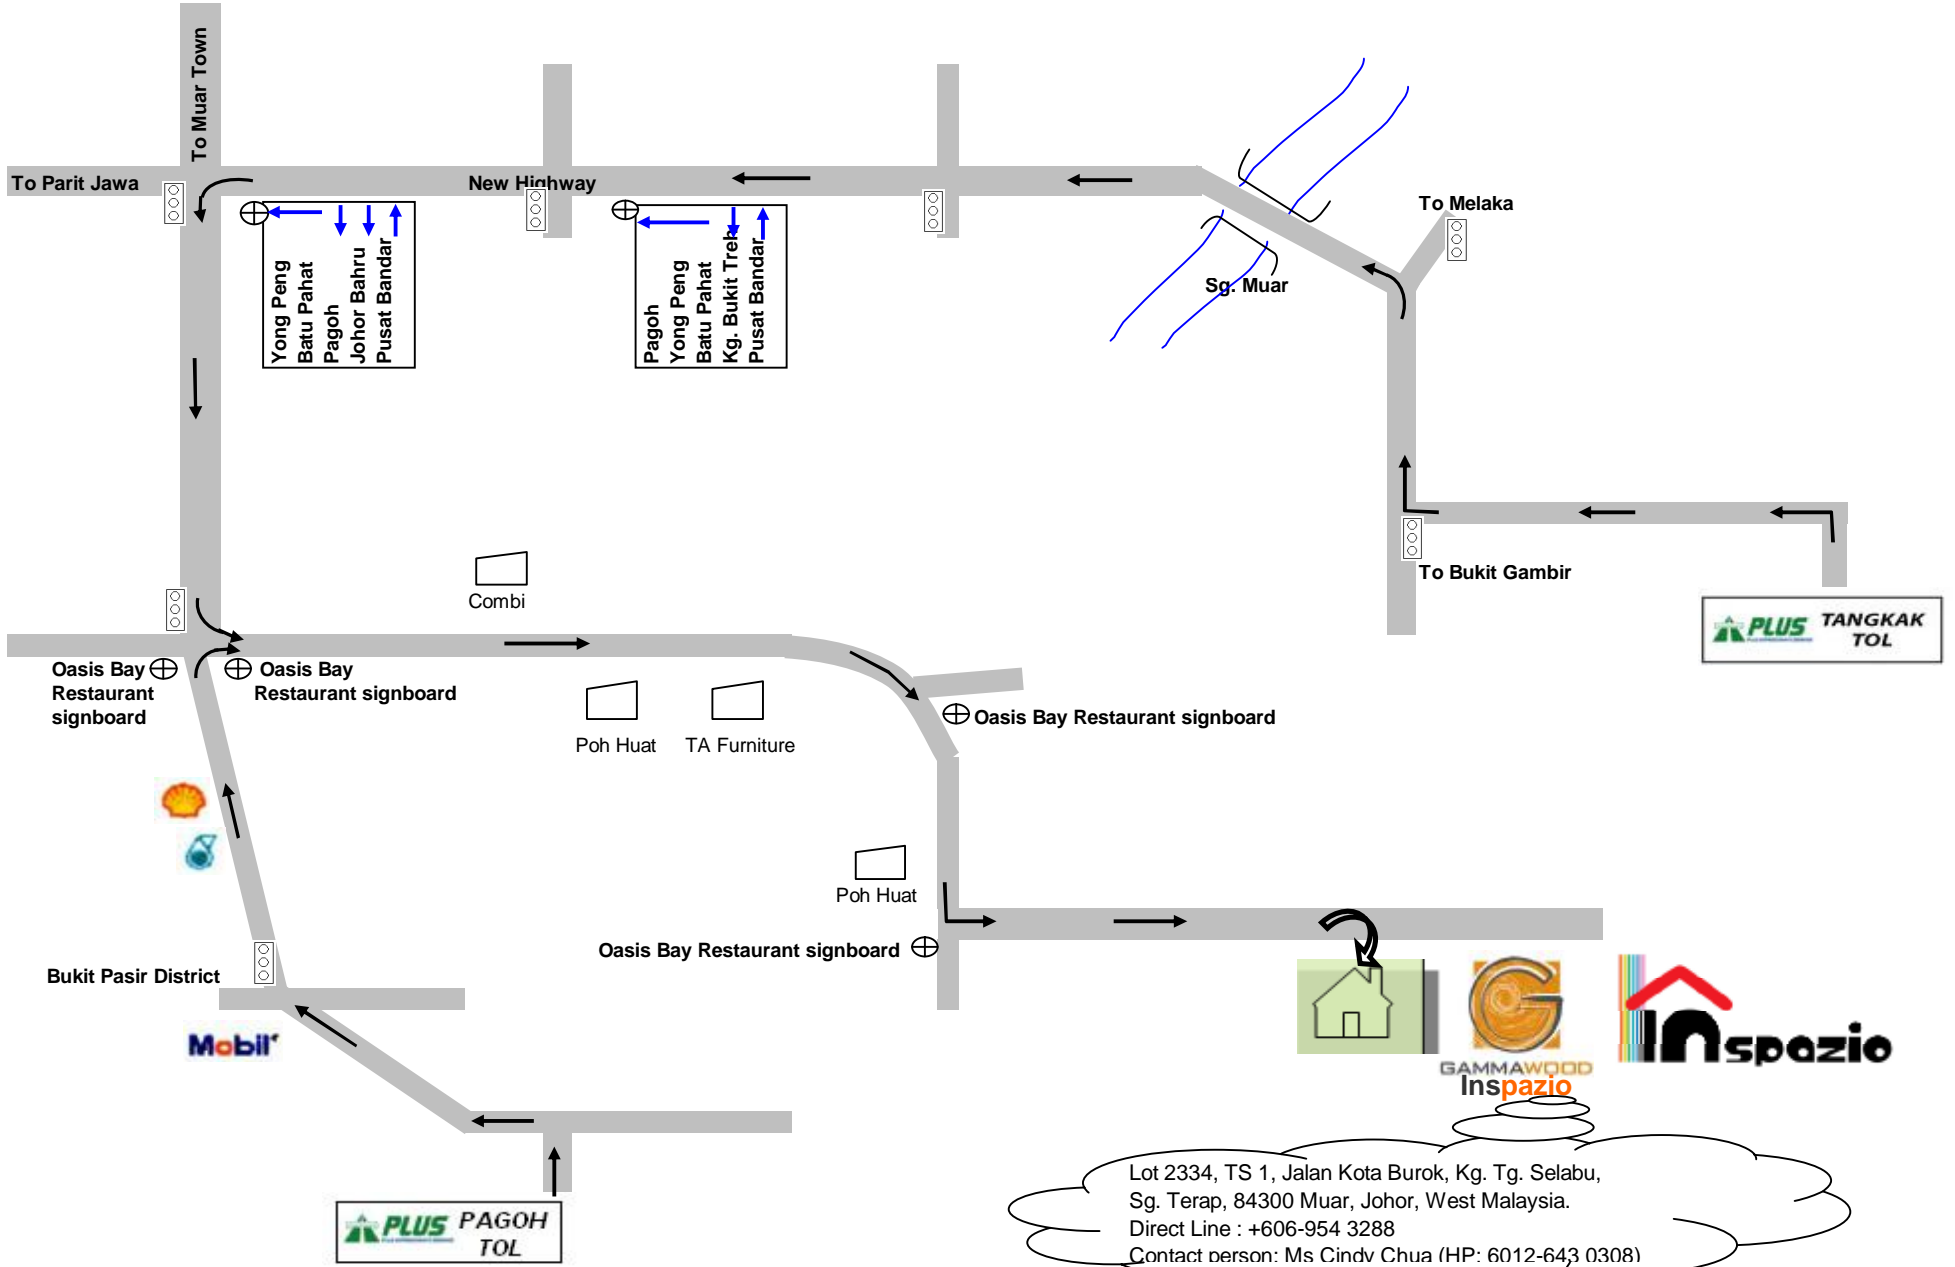 To Muar Town
To Parit Jawa
New Highway
To Melaka
Yong Peng
Batu Pahat
Pagoh
Johor Bahru
Pusat Bandar
Pagoh
Yong Peng
Batu Pahat
Kg. Bukit Treh
Pusat Bandar
Sg. Muar
To Bukit Gambir
PLUS TANGKAK
TOL
Combi
Oasis Bay
Restaurant
signboard
Oasis Bay
Restaurant signboard
Poh Huat
TA Furniture
Oasis Bay Restaurant signboard
Poh Huat
Oasis Bay Restaurant signboard
Bukit Pasir District
Mobil
GAMMAWOOD
Inspazio
Inspazio
PLUS PAGOH
TOL
Lot 2334, TS 1, Jalan Kota Burok, Kg. Tg. Selabu,
Sg. Terap, 84300 Muar, Johor, West Malaysia.
Direct Line : +606-954 3288
Contact person: Ms Cindy Chua (HP: 6012-643 0308)